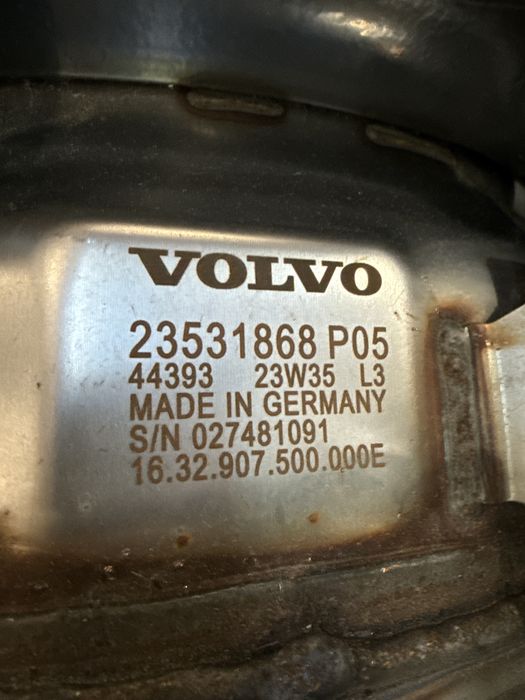 VOLVO
23531868 P05
44393 23W35 L3
MADE IN GERMANY
S/N 027481091
16.32.907.500.000E